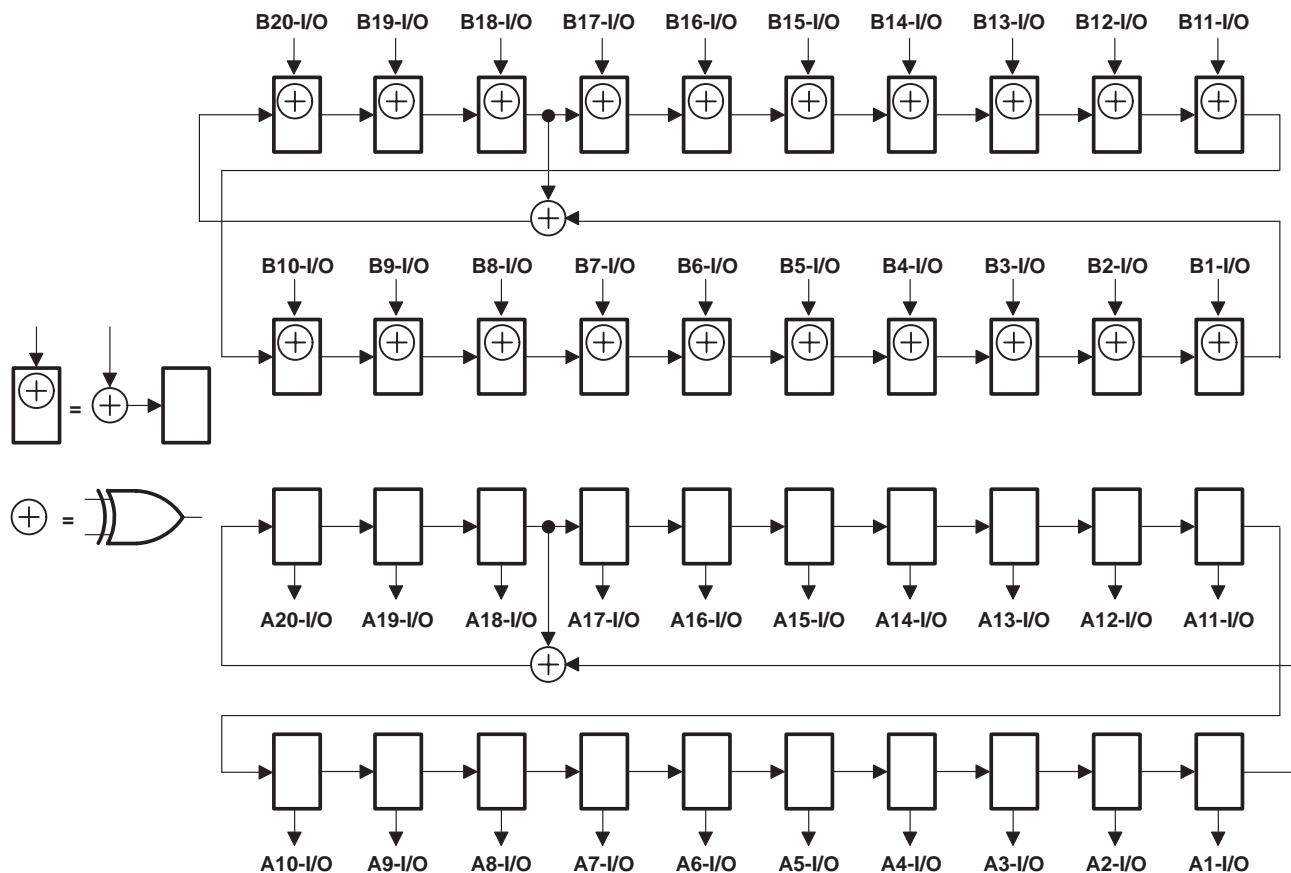 B20-I/O B19-I/O B18-I/O B17-I/O B16-I/O B15-I/O B14-I/O B13-I/O B12-I/O B11-I/O
B10-I/O B9-I/O B8-I/O B7-I/O B6-I/O B5-I/O B4-I/O B3-I/O B2-I/O B1-I/O
=
=
A20-I/O A19-I/O A18-I/O A17-I/O A16-I/O A15-I/O A14-I/O A13-I/O A12-I/O A11-I/O
A10-I/O A9-I/O A8-I/O A7-I/O A6-I/O A5-I/O A4-I/O A3-I/O A2-I/O A1-I/O